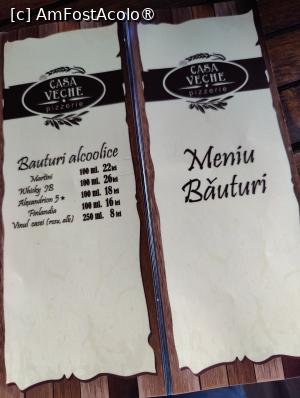 [c] AmFostAcolo®
CASA
VECHE
pizzerie
Bauturi alcoolice
Martini 100 ml. 22 lei
Whisky JB 100 ml. 26 lei
Alexandrion 5★ 100 ml. 18 lei
Finlandia 100 ml. 16 lei
Vinul casei (rosu, alb) 250 ml. 8 lei
CASA
VECHE
pizzerie
Meniu
Băuturi